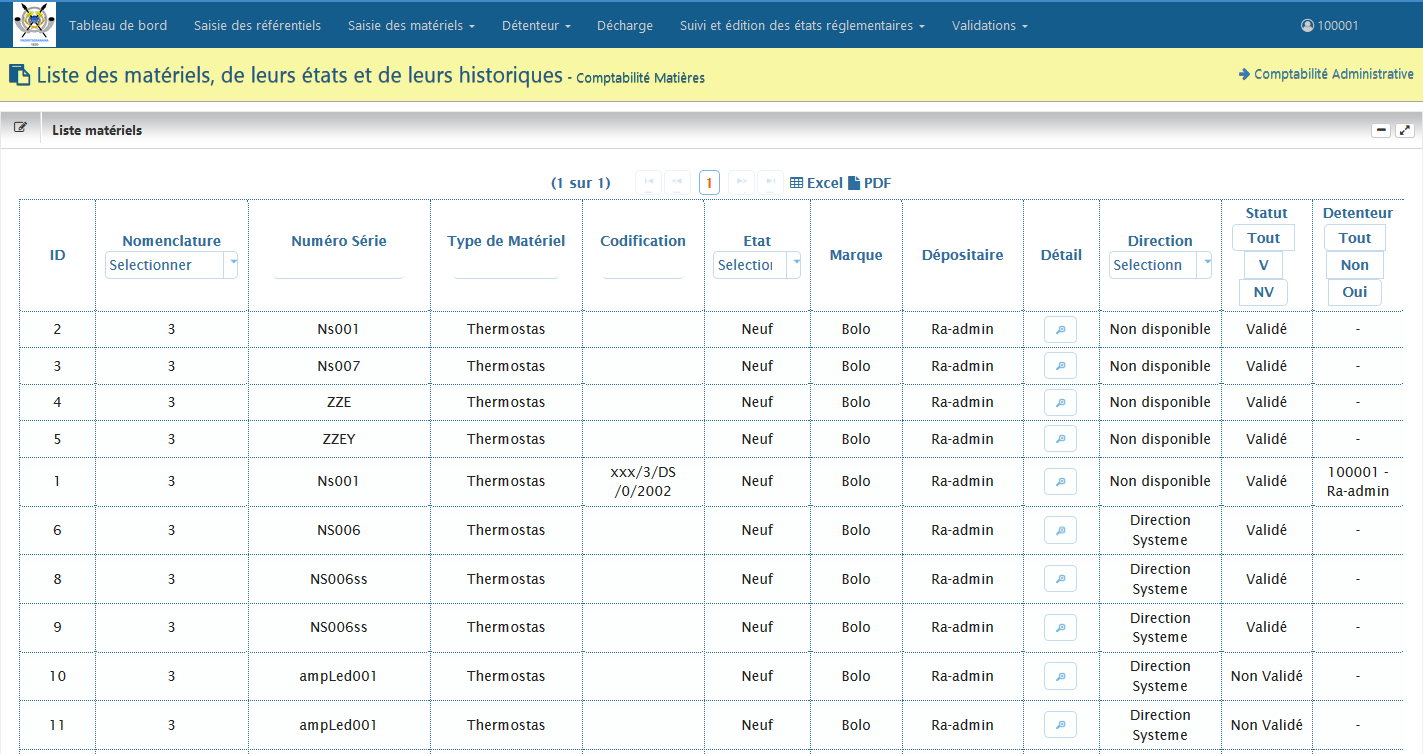 Tableau de bord Saisie des référentiels Saisie des matériels Détenteur Décharge Suivi et édition des états réglementaires Validations 100001
Liste des matériels, de leurs états et de leurs historiques - Comptabilité Matières Comptabilité Administrative
Liste matériels
(1 sur 1) 1 Excel PDF
ID Nomenclature Numéro Série Type de Matériel Codification Etat Marque Dépositaire Détail Direction Statut Detenteur
Selectionner Selection Selectionn Tout Tout
V Non
NV Oui
2 3 Ns001 Thermostas Neuf Bolo Ra-admin Non disponible Validé -
3 3 Ns007 Thermostas Neuf Bolo Ra-admin Non disponible Validé -
4 3 ZZE Thermostas Neuf Bolo Ra-admin Non disponible Validé -
5 3 ZZEY Thermostas Neuf Bolo Ra-admin Non disponible Validé -
1 3 Ns001 Thermostas xxx/3/DS /0/2002 Neuf Bolo Ra-admin Non disponible Validé 100001 - Ra-admin
6 3 NS006 Thermostas Neuf Bolo Ra-admin Direction Systeme Validé -
8 3 NS006ss Thermostas Neuf Bolo Ra-admin Direction Systeme Validé -
9 3 NS006ss Thermostas Neuf Bolo Ra-admin Direction Systeme Validé -
10 3 ampLed001 Thermostas Neuf Bolo Ra-admin Direction Systeme Non Validé -
11 3 ampLed001 Thermostas Neuf Bolo Ra-admin Direction Systeme Non Validé -